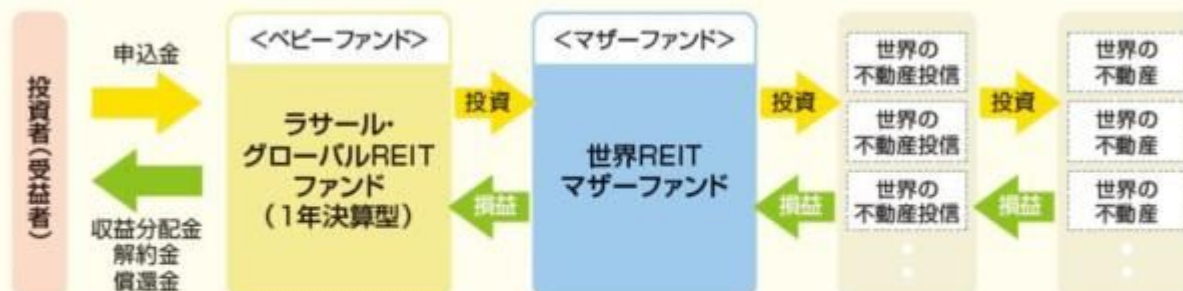 投資者(受益者)
申込金
収益分配金
解約金
償還金
<ベビーファンド>
ラサール・
グローバルREIT
ファンド
(1年決算型)
投資
損益
<マザーファンド>
世界REIT
マザーファンド
投資
損益
世界の
不動産投信
世界の
不動産投信
世界の
不動産投信
投資
損益
世界の
不動産
世界の
不動産
世界の
不動産